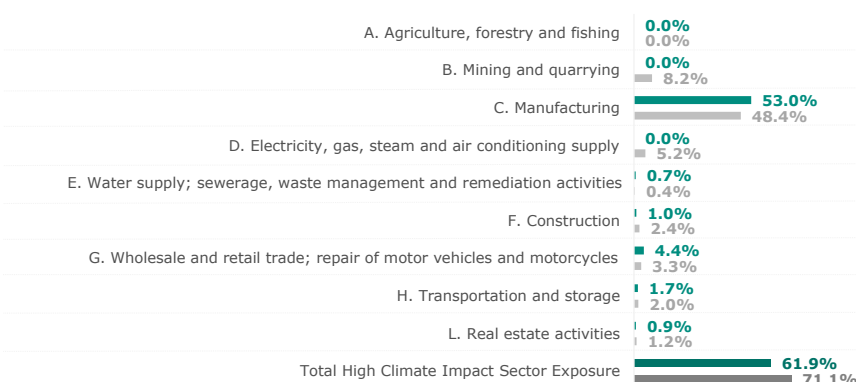 A. Agriculture, forestry and fishing 0.0%
0.0%
B. Mining and quarrying 0.0%
8.2%
C. Manufacturing 53.0%
48.4%
D. Electricity, gas, steam and air conditioning supply 0.0%
5.2%
E. Water supply; sewerage, waste management and remediation activities 0.7%
0.4%
F. Construction 1.0%
2.4%
G. Wholesale and retail trade; repair of motor vehicles and motorcycles 4.4%
3.3%
H. Transportation and storage 1.7%
2.0%
L. Real estate activities 0.9%
1.2%
Total High Climate Impact Sector Exposure 61.9%
71.1%